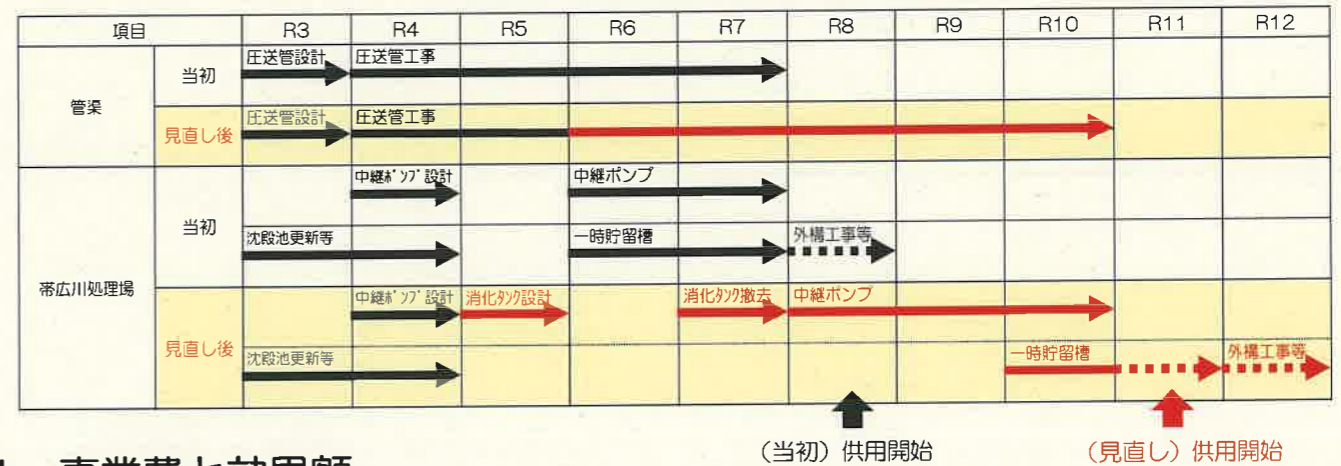 項目 R3 R4 R5 R6 R7 R8 R9 R10 R11 R12
管渠
当初
圧送管設計 圧送管工事
見直し後
圧送管設計 圧送管工事
帯広川処理場
当初
中継ポンプ設計 中継ポンプ
沈殿池更新等 一時貯留槽 外構工事等
見直し後
中継ポンプ設計 消化タンク設計 消化タンク撤去 中継ポンプ
沈殿池更新等 一時貯留槽 外構工事等
（当初）供用開始 （見直し）供用開始